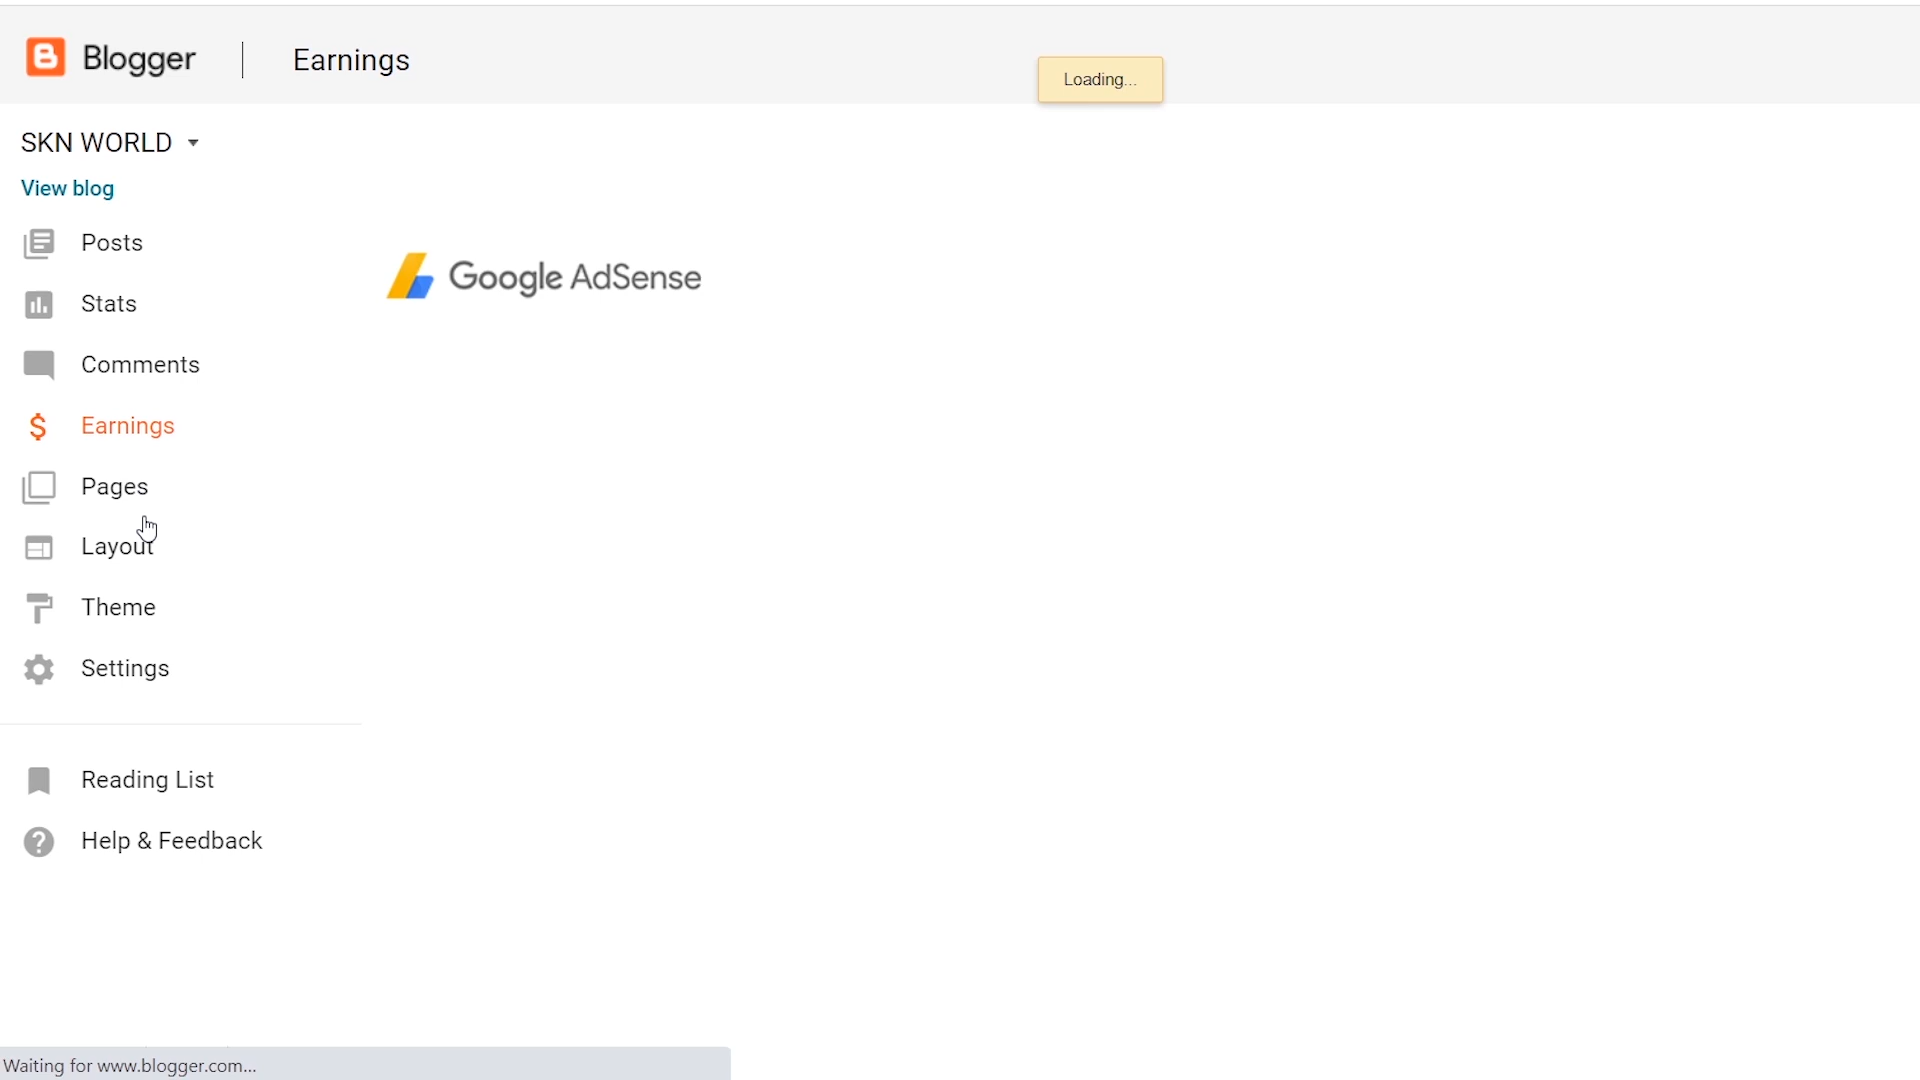 Blogger
Earnings
Loading...
SKN WORLD
View blog
Posts
Stats
Comments
Earnings
Pages
Layout
Theme
Settings
Reading List
Help & Feedback
Google AdSense
Waiting for www.blogger.com...